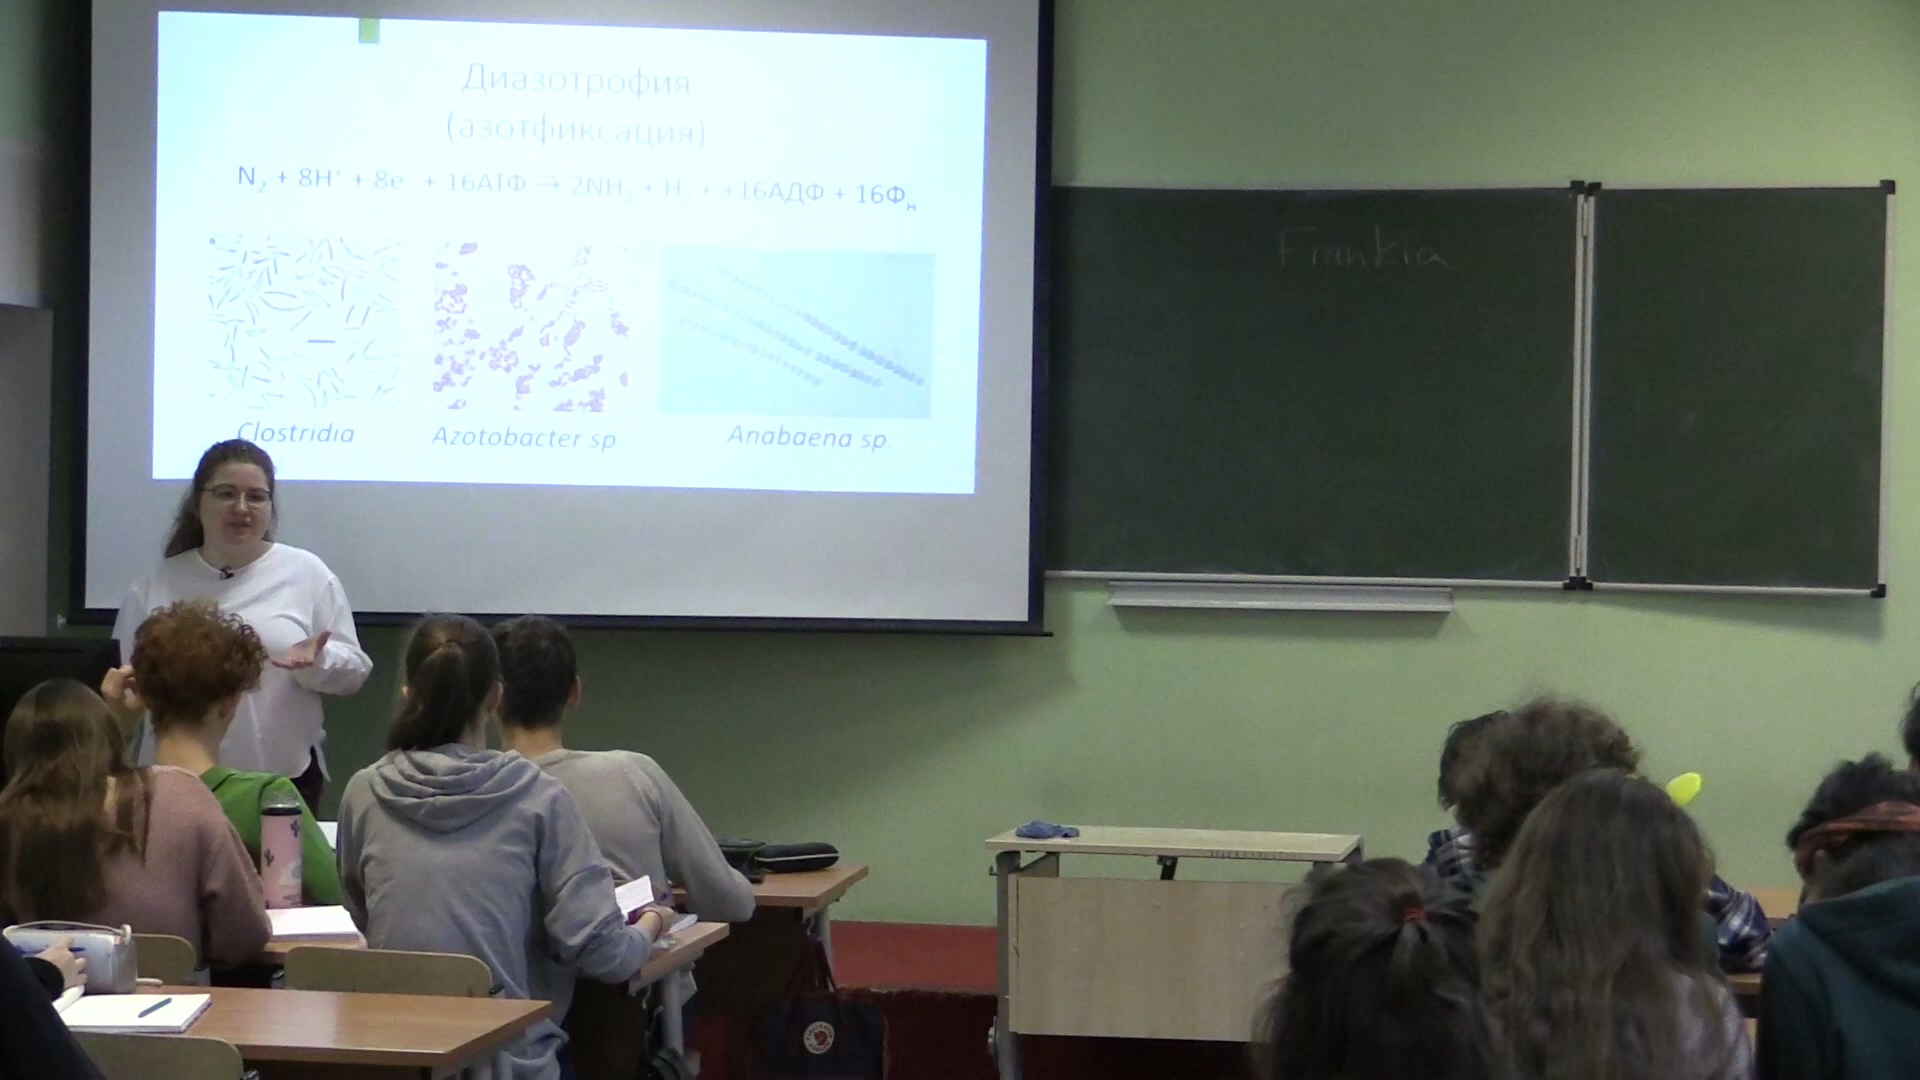 Диазотрофия
(азотфиксация)
N₂ + 8H⁺ + 8e⁻ + 16АТФ → 2NH₃ + H₂ + +16АДФ + 16Фн
Clostridia
Azotobacter sp
Anabaena sp.
Frankia